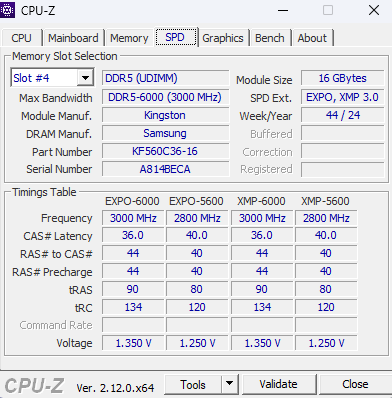 CPU-Z
CPU Mainboard Memory SPD Graphics Bench About
Memory Slot Selection
Slot #4 DDR5 (UDIMM) Module Size 16 GBytes
Max Bandwidth DDR5-6000 (3000 MHz) SPD Ext. EXPO, XMP 3.0
Module Manuf. Kingston Week/Year 44 / 24
DRAM Manuf. Samsung Buffered
Part Number KF560C36-16 Correction
Serial Number A814BECA Registered
Timings Table
EXPO-6000 EXPO-5600 XMP-6000 XMP-5600
Frequency 3000 MHz 2800 MHz 3000 MHz 2800 MHz
CAS# Latency 36.0 40.0 36.0 40.0
RAS# to CAS# 44 40 44 40
RAS# Precharge 44 40 44 40
tRAS 90 80 90 80
tRC 134 120 134 120
Command Rate
Voltage 1.350 V 1.250 V 1.350 V 1.250 V
CPU-Z Ver. 2.12.0.x64 Tools Validate Close